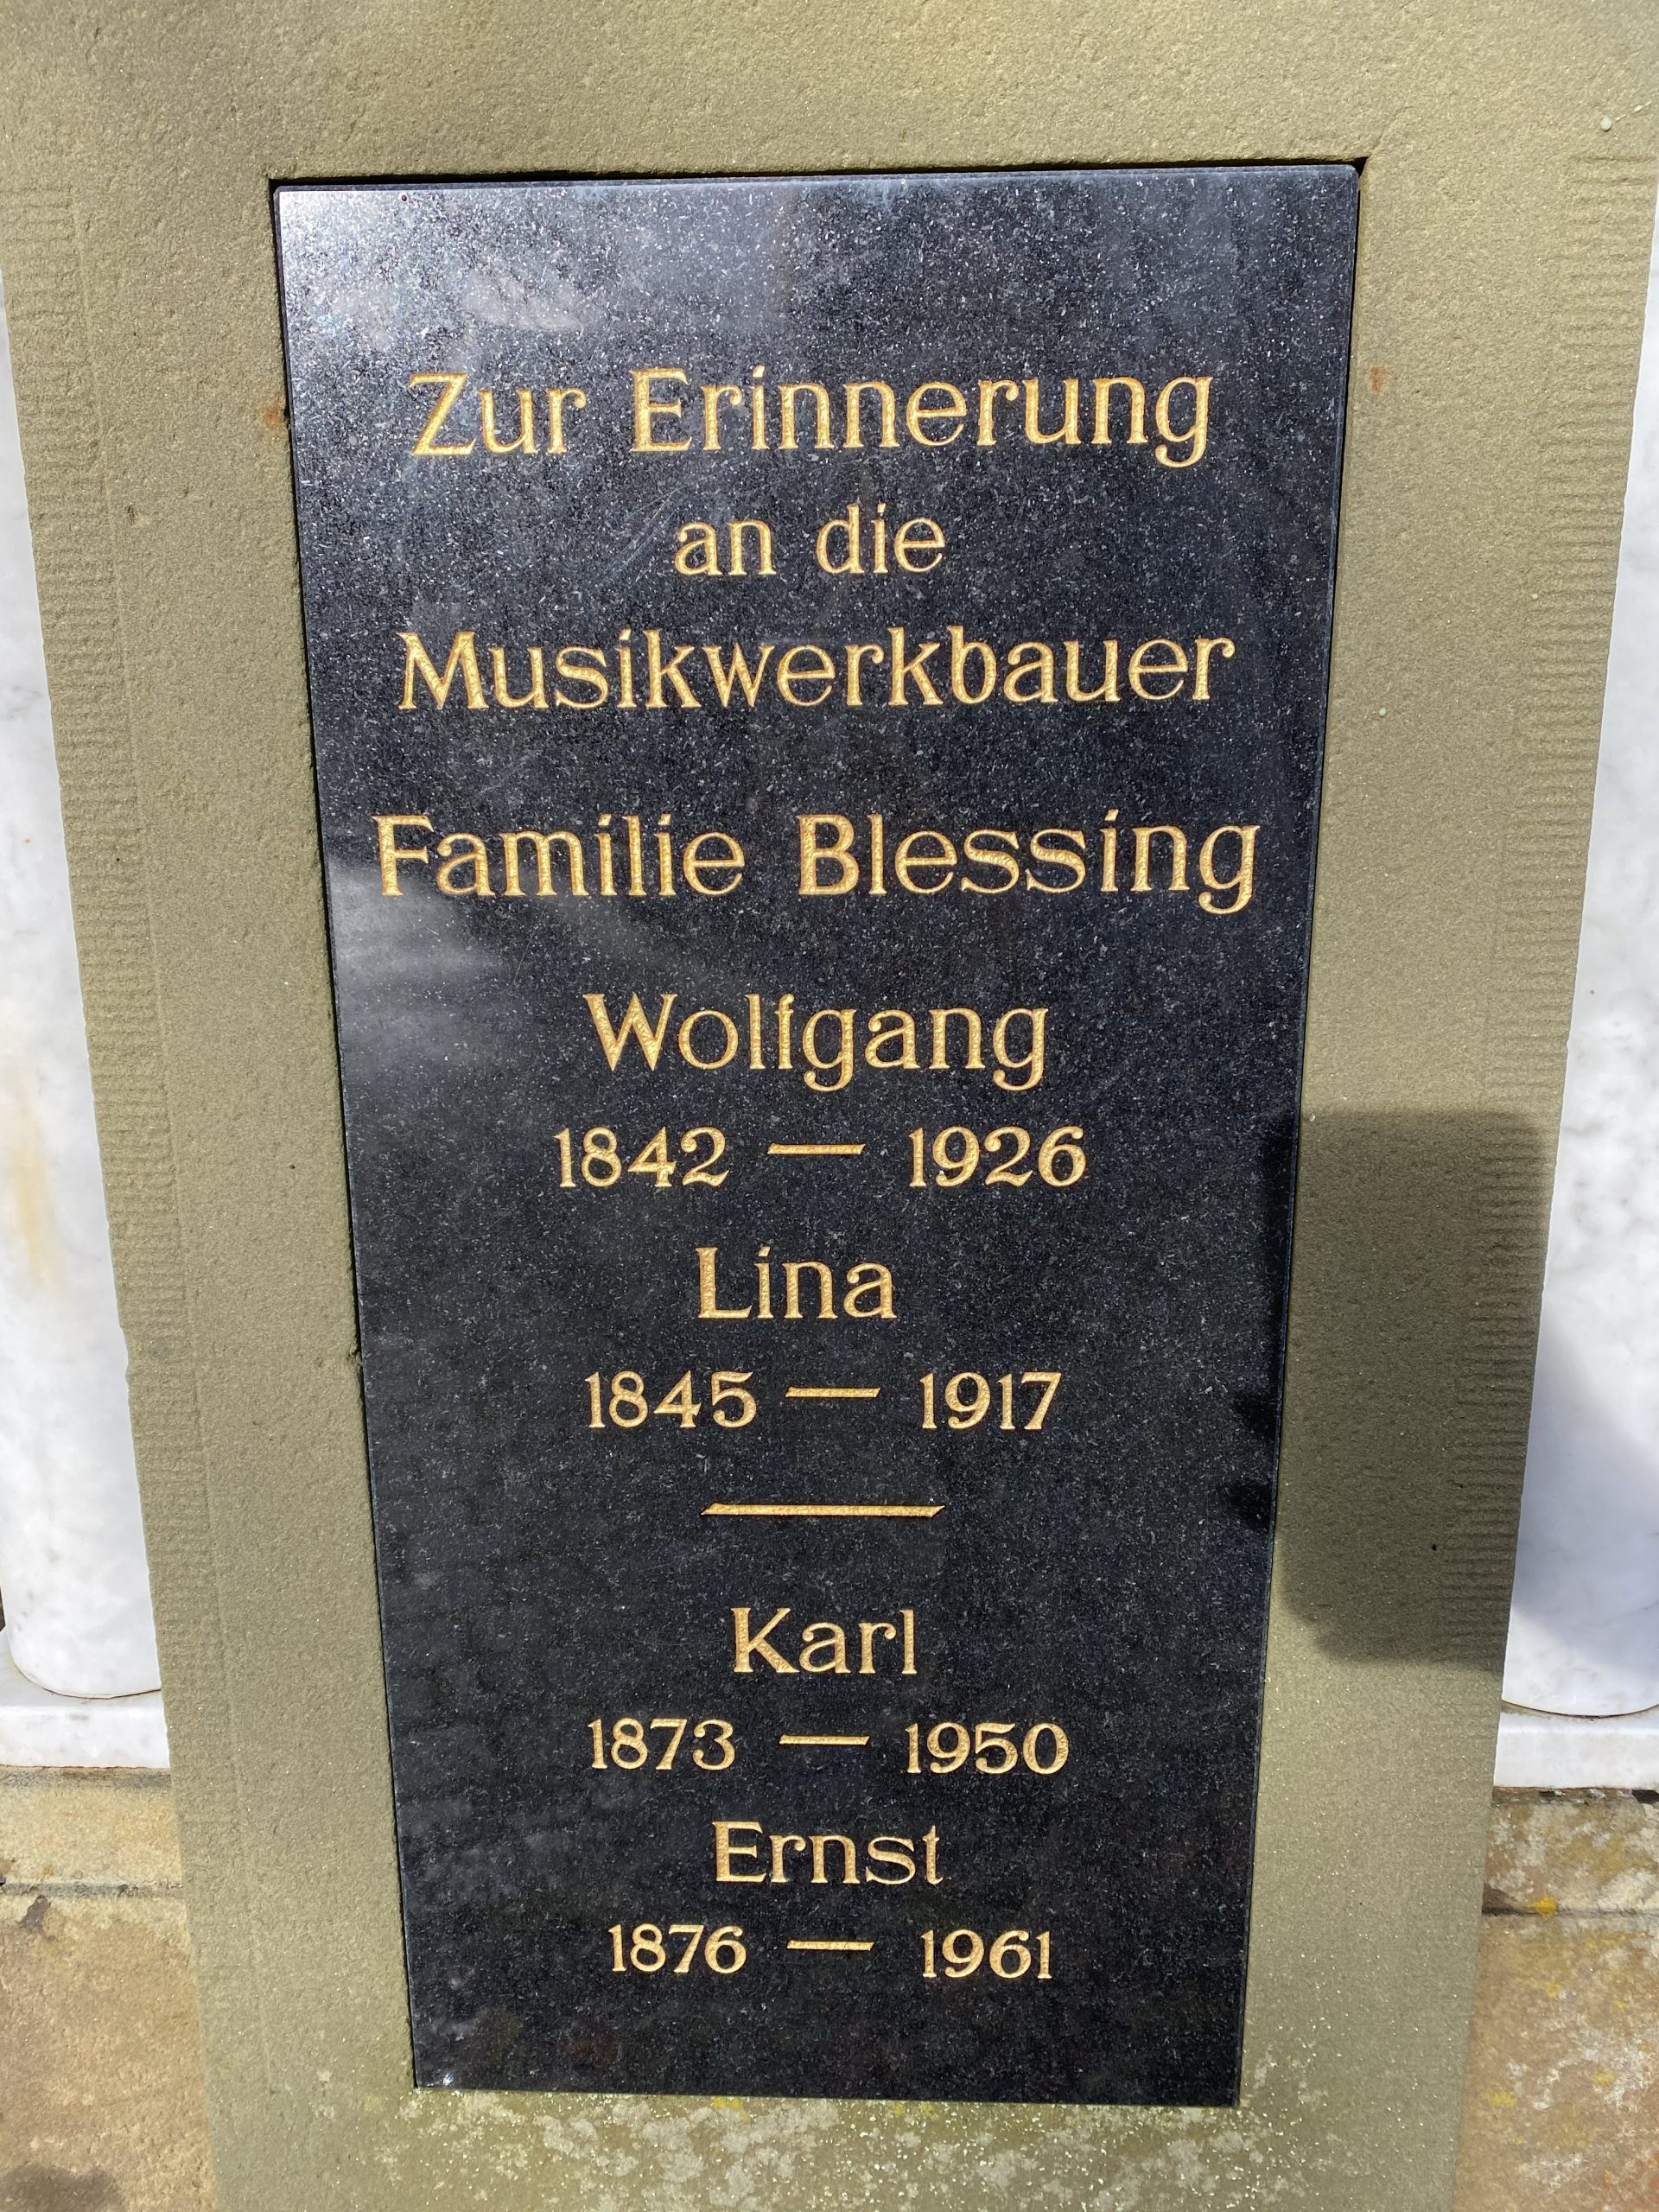 Zur Erinnerung
an die
Musikwerkbauer
Familie Blessing
Wolfgang
1842 — 1926
Lina
1845 — 1917
Karl
1873 — 1950
Ernst
1876 — 1961